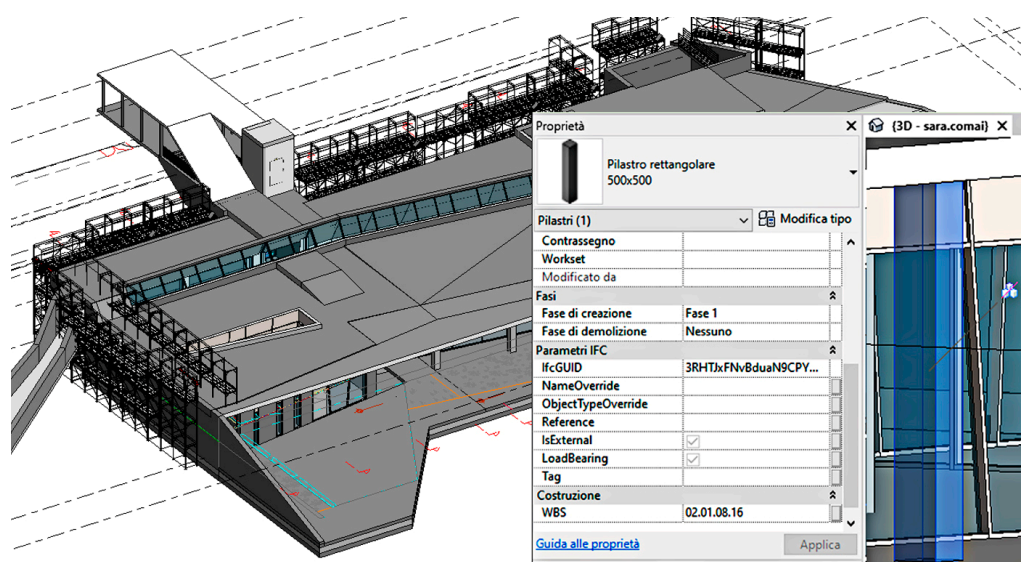 Proprietà
{3D - sara.comai}
Pilastro rettangolare
500x500
Pilastri (1)
Modifica tipo
Contrassegno
Workset
Modificato da
Fasi
Fase di creazione Fase 1
Fase di demolizione Nessuno
Parametri IFC
IfcGUID 3RHTJxFNvBduaN9CPY...
NameOverride
ObjectTypeOverride
Reference
IsExternal
LoadBearing
Tag
Costruzione
WBS 02.01.08.16
Guida alle proprietà
Applica